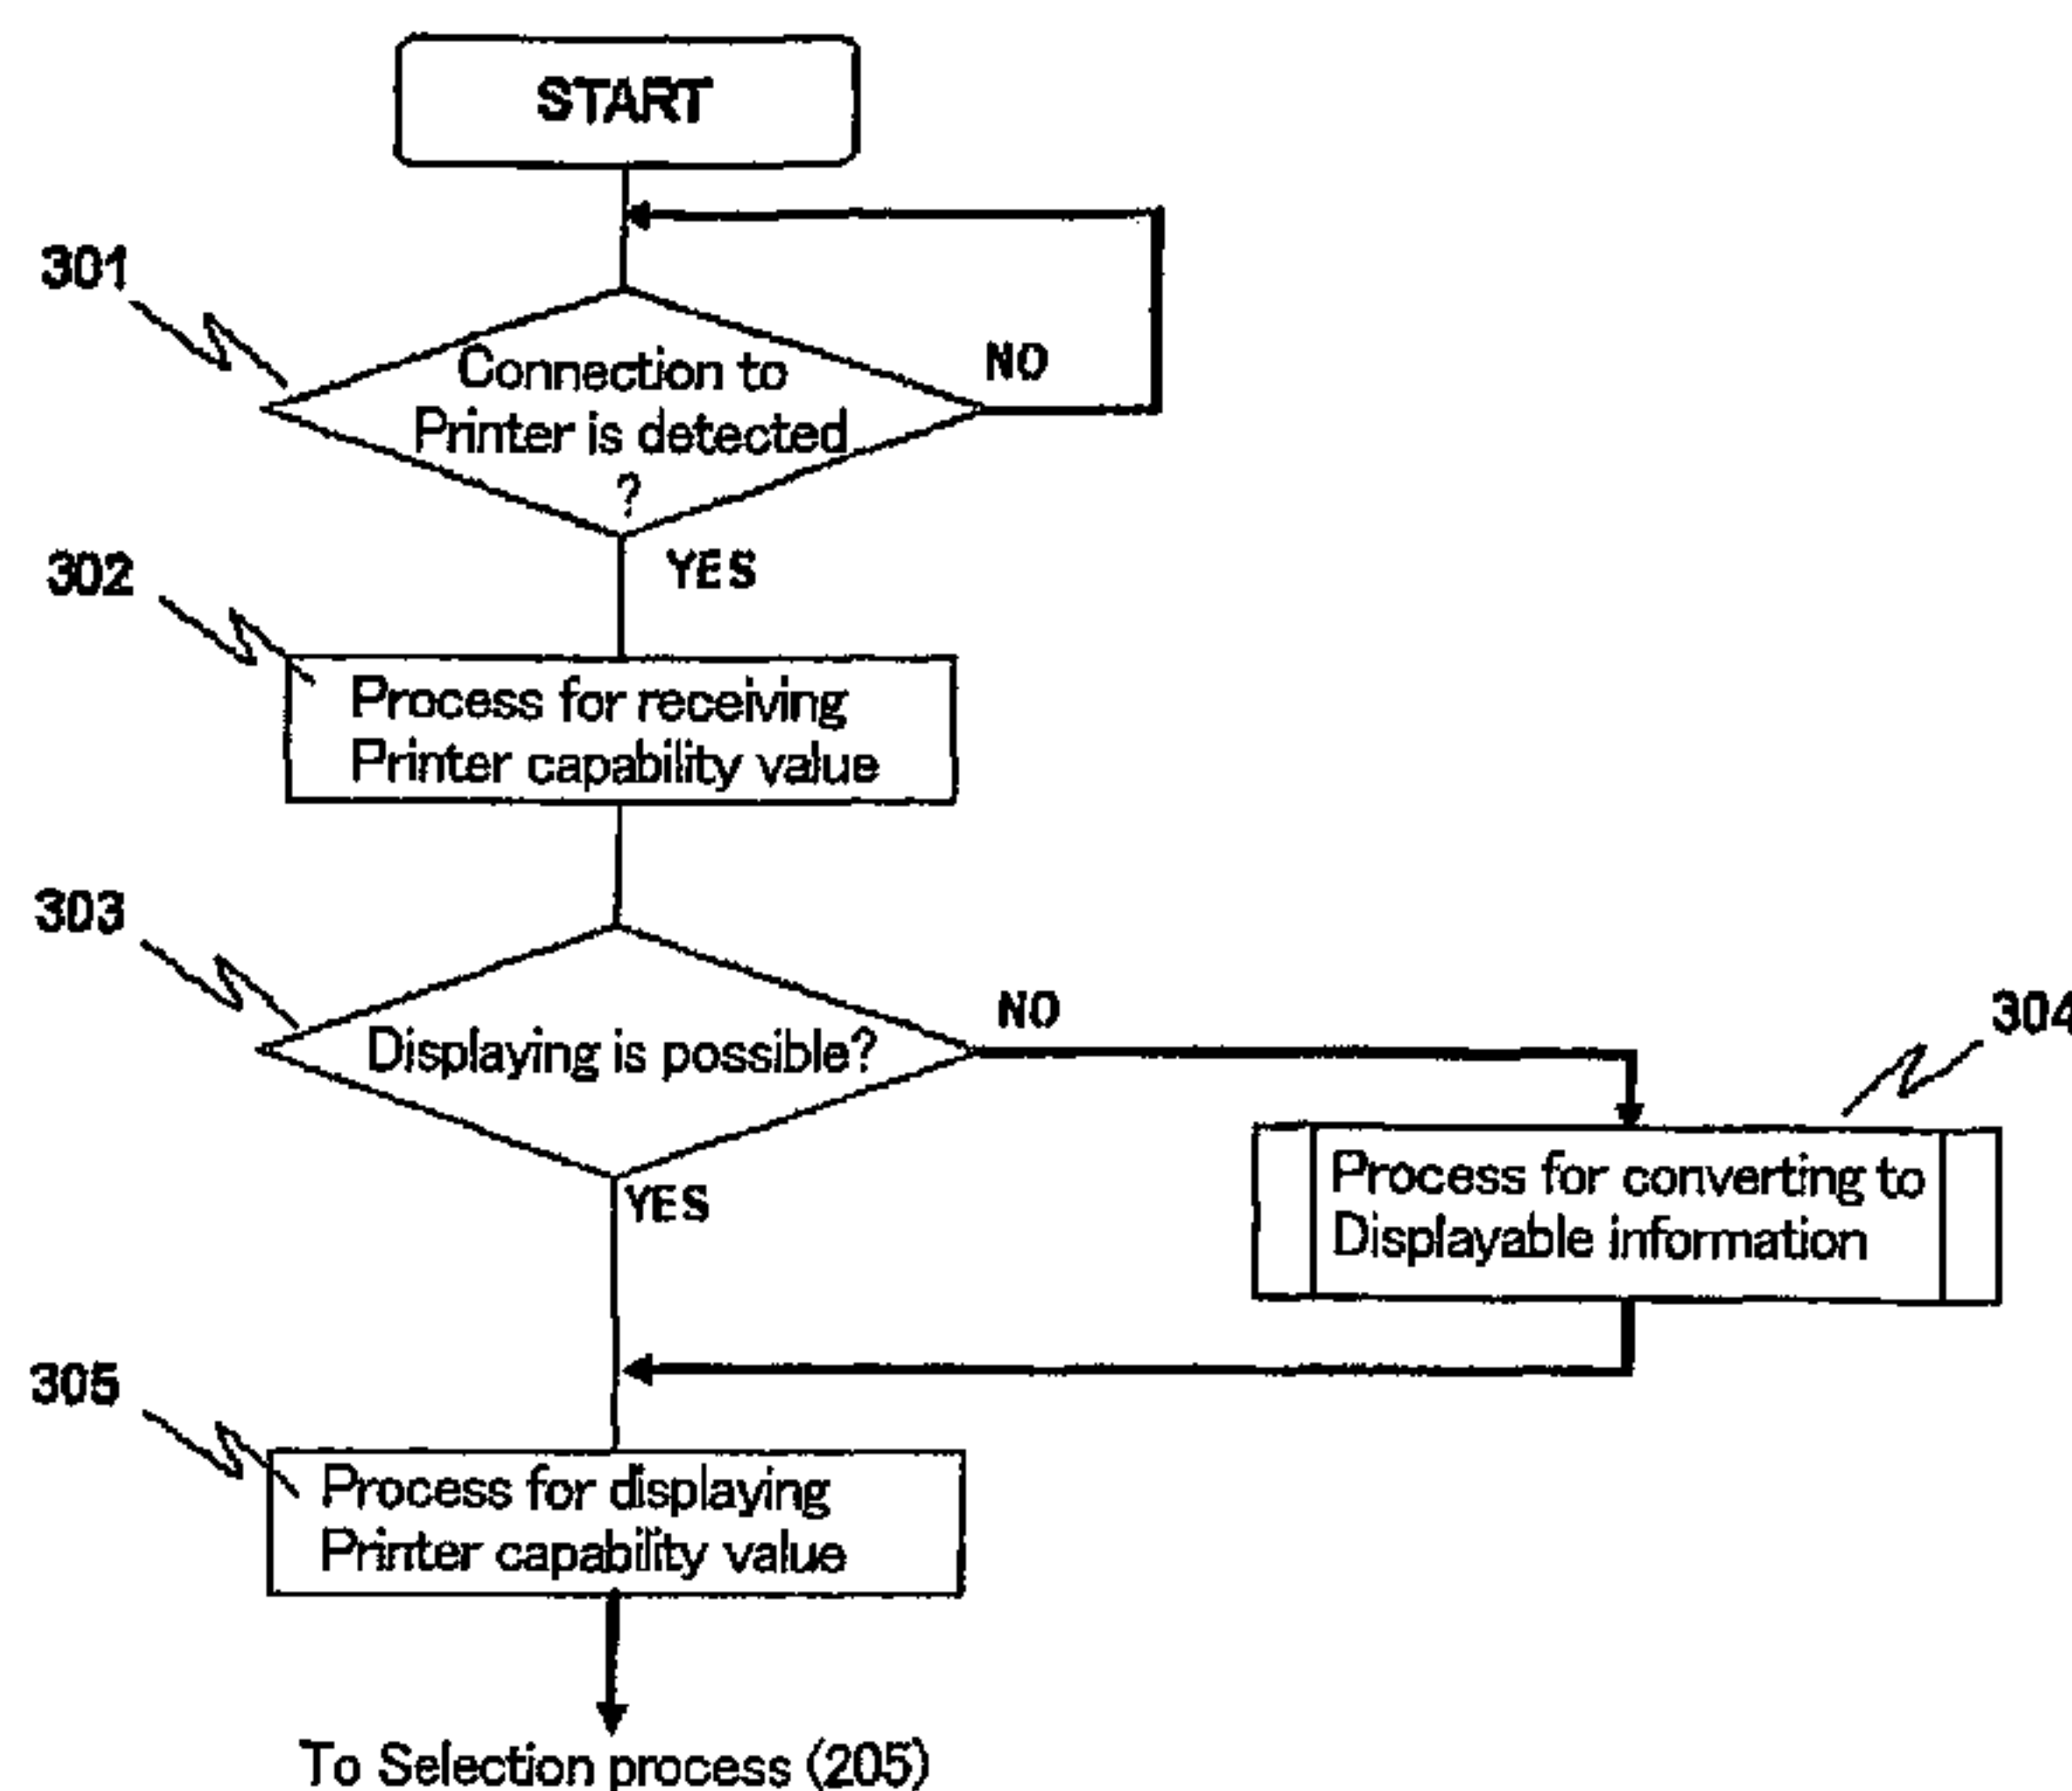 START
301
Connection to
Printer is detected
?
NO
YES
302
Process for receiving
Printer capability value
303
Displaying is possible?
NO
304
YES
Process for converting to
Displayable information
305
Process for displaying
Printer capability value
To Selection process (205)